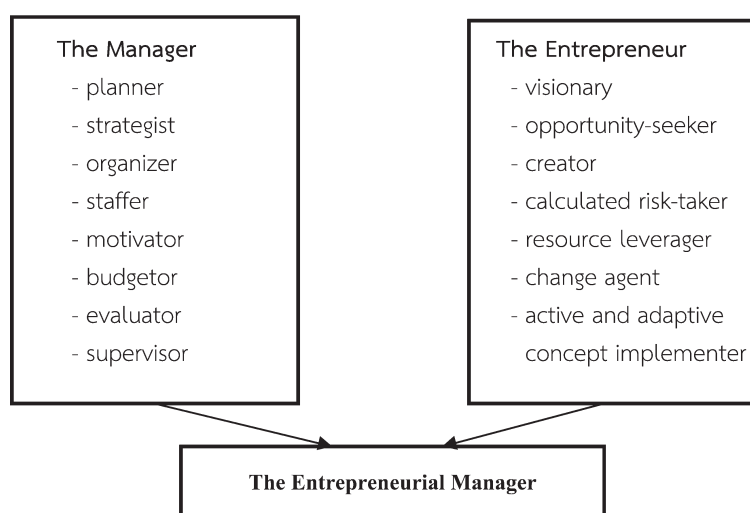 The Manager
- planner
- strategist
- organizer
- staffer
- motivator
- budgetor
- evaluator
- supervisor
The Entrepreneur
- visionary
- opportunity-seeker
- creator
- calculated risk-taker
- resource leverager
- change agent
- active and adaptive
concept implementer
The Entrepreneurial Manager